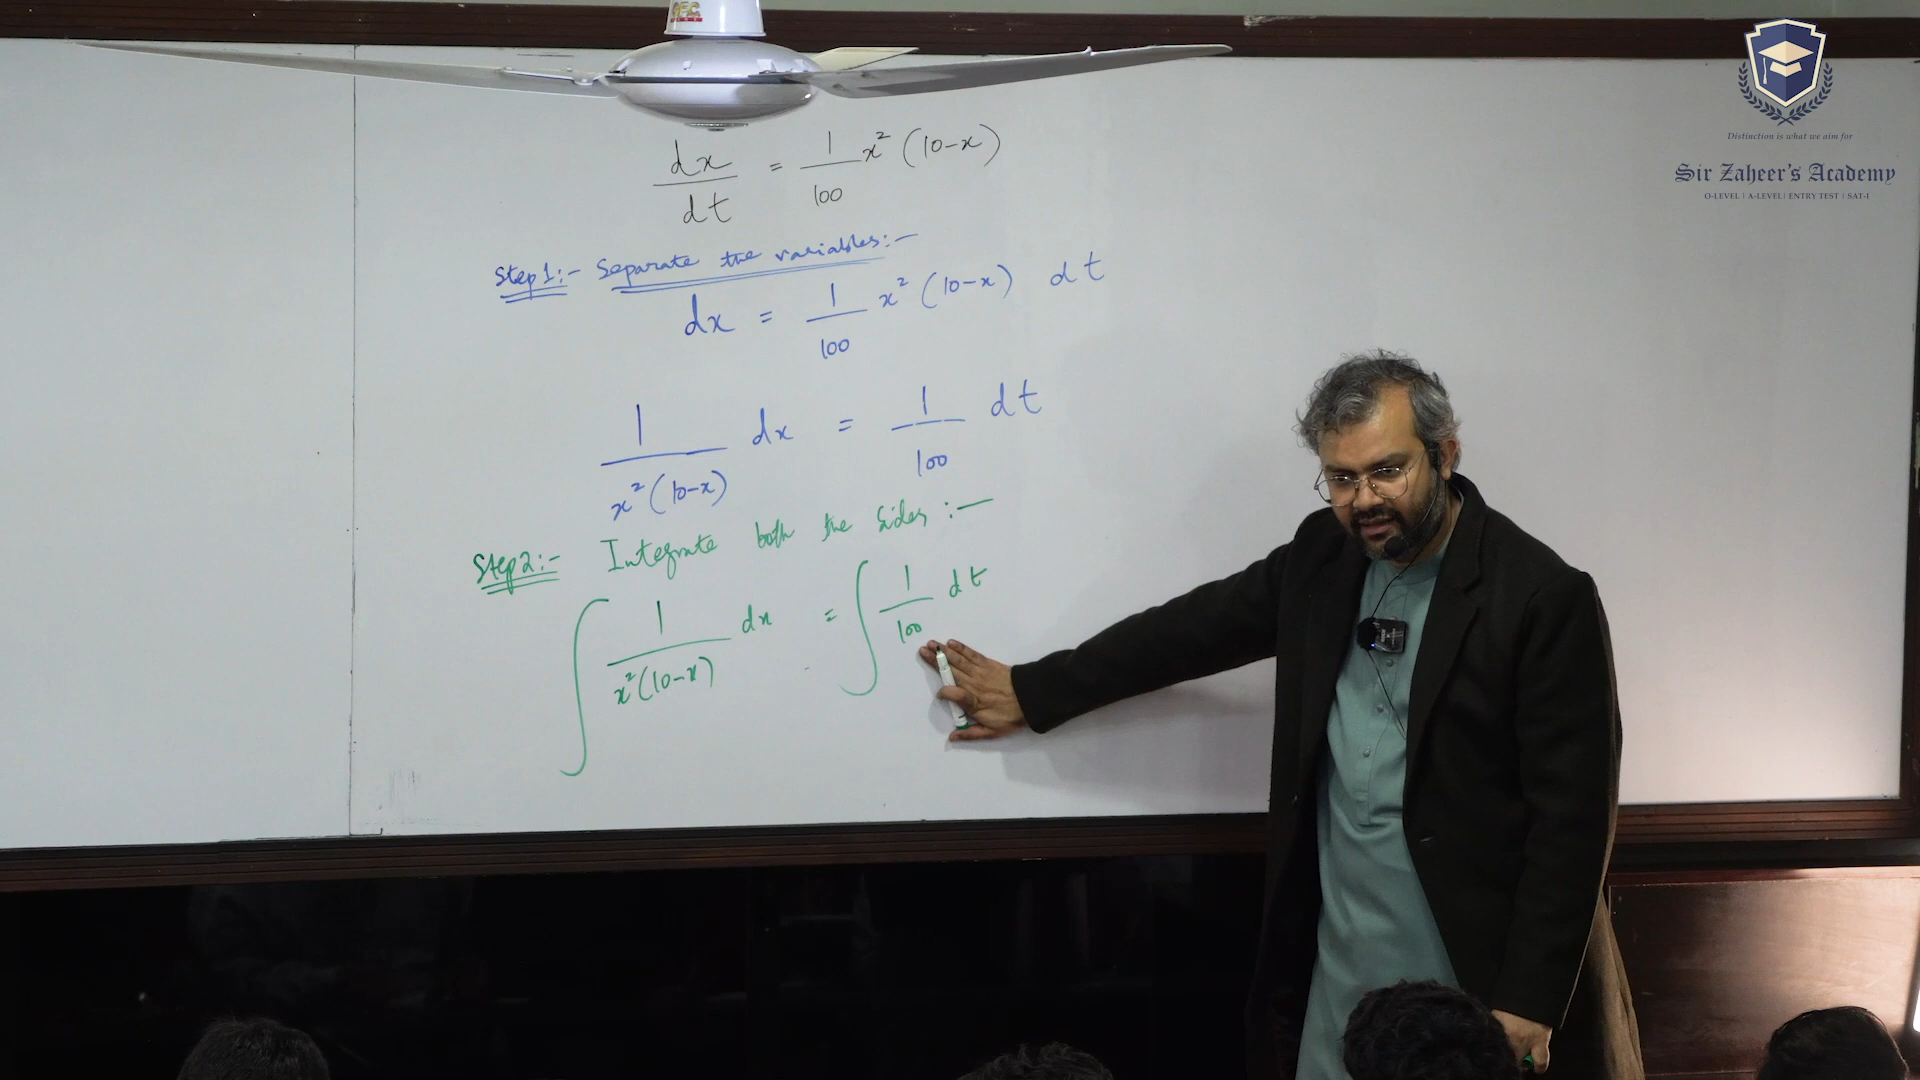 GFC
dx/dt = 1/100 x² (10-x)
Step 1:- Separate the variables:-
dx = 1/100 x² (10-x) dt
1/x²(10-x) dx = 1/100 dt
Step 2:- Integrate both the sides:-
∫ 1/x²(10-x) dx = ∫ 1/100 dt
Distinction is what we aim for
Sir Zaheer's Academy
O-LEVEL | A-LEVEL | ENTRY TEST | SAT-I